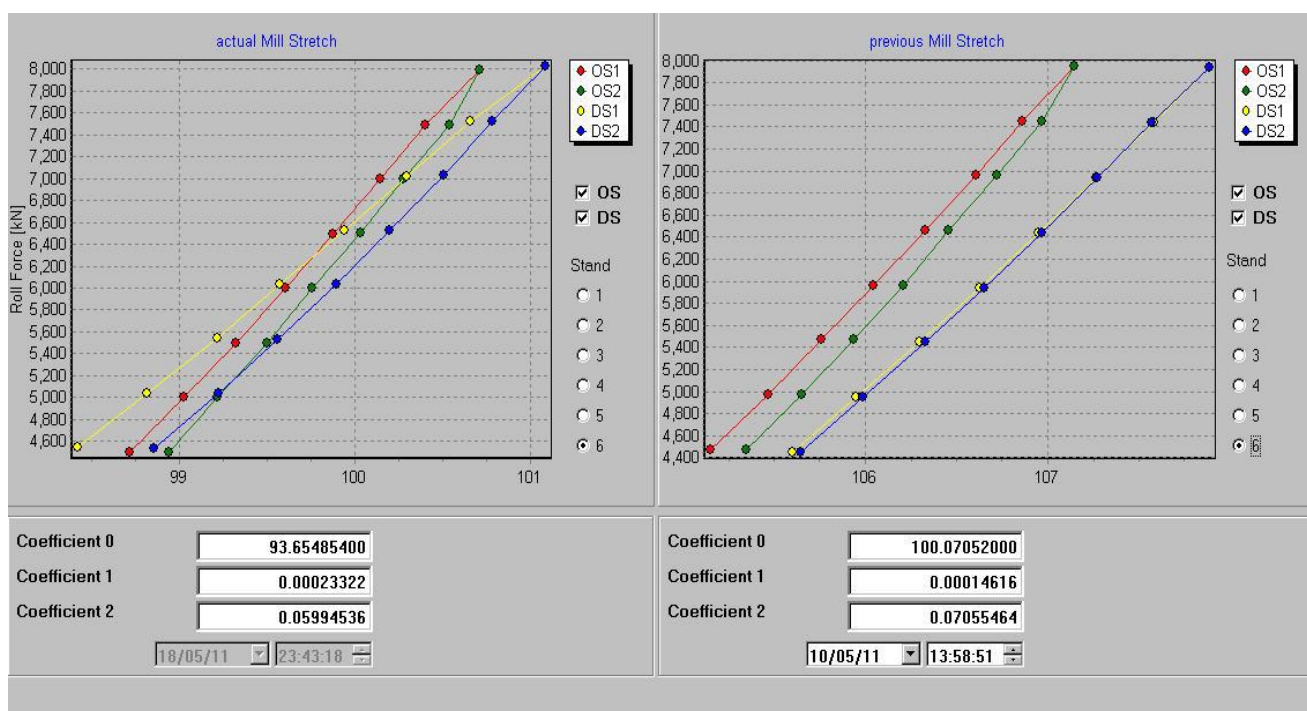 actual Mill Stretch
Roll Force [kN]
8,000
7,800
7,600
7,400
7,200
7,000
6,800
6,600
6,400
6,200
6,000
5,800
5,600
5,400
5,200
5,000
4,800
4,600
99 100 101
OS1
OS2
DS1
DS2
OS
DS
Stand
1
2
3
4
5
6
previous Mill Stretch
8,000
7,800
7,600
7,400
7,200
7,000
6,800
6,600
6,400
6,200
6,000
5,800
5,600
5,400
5,200
5,000
4,800
4,600
4,400
106 107
OS1
OS2
DS1
DS2
OS
DS
Stand
1
2
3
4
5
6
Coefficient 0 93.65485400
Coefficient 1 0.00023322
Coefficient 2 0.05994536
18/05/11 23:43:18
Coefficient 0 100.07052000
Coefficient 1 0.00014616
Coefficient 2 0.07055464
10/05/11 13:58:51